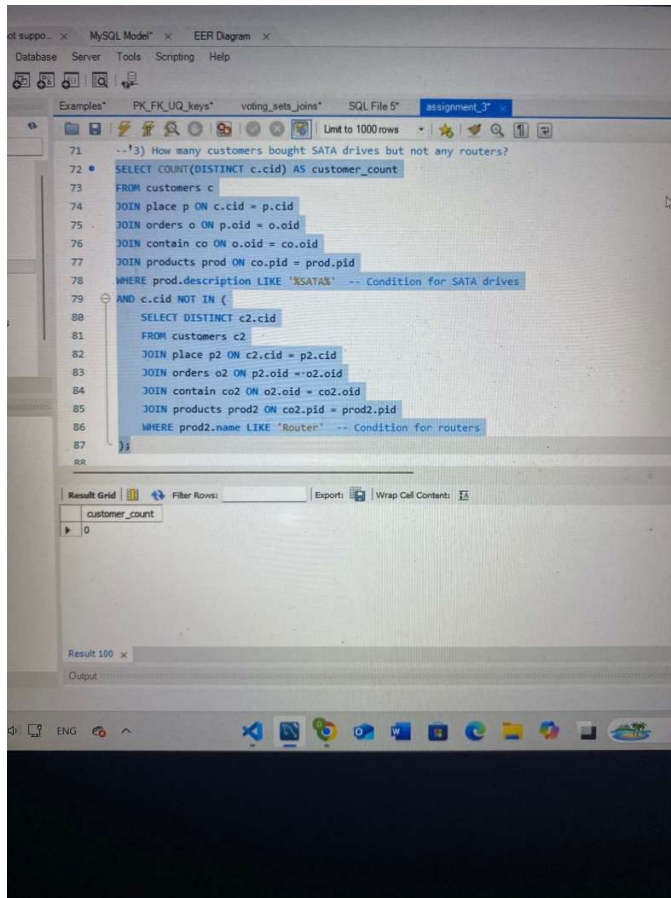 ot suppo... × MySQL Model* × EER Diagram ×
Database Server Tools Scripting Help
Examples* PK_FK_UQ_keys* voting_sets_joins* SQL File 5* assignment_3* ×
Limit to 1000 rows
71 --'3) How many customers bought SATA drives but not any routers?
72 SELECT COUNT(DISTINCT c.cid) AS customer_count
73 FROM customers c
74 JOIN place p ON c.cid = p.cid
75 JOIN orders o ON p.oid = o.oid
76 JOIN contain co ON o.oid = co.oid
77 JOIN products prod ON co.pid = prod.pid
78 WHERE prod.description LIKE '%SATA%' -- Condition for SATA drives
79 AND c.cid NOT IN (
80 SELECT DISTINCT c2.cid
81 FROM customers c2
82 JOIN place p2 ON c2.cid = p2.cid
83 JOIN orders o2 ON p2.oid = o2.oid
84 JOIN contain co2 ON o2.oid = co2.oid
85 JOIN products prod2 ON co2.pid = prod2.pid
86 WHERE prod2.name LIKE 'Router' -- Condition for routers
87 );
88
Result Grid Filter Rows: Export: Wrap Cell Content: IA
customer_count
0
Result 100 ×
Output
ENG